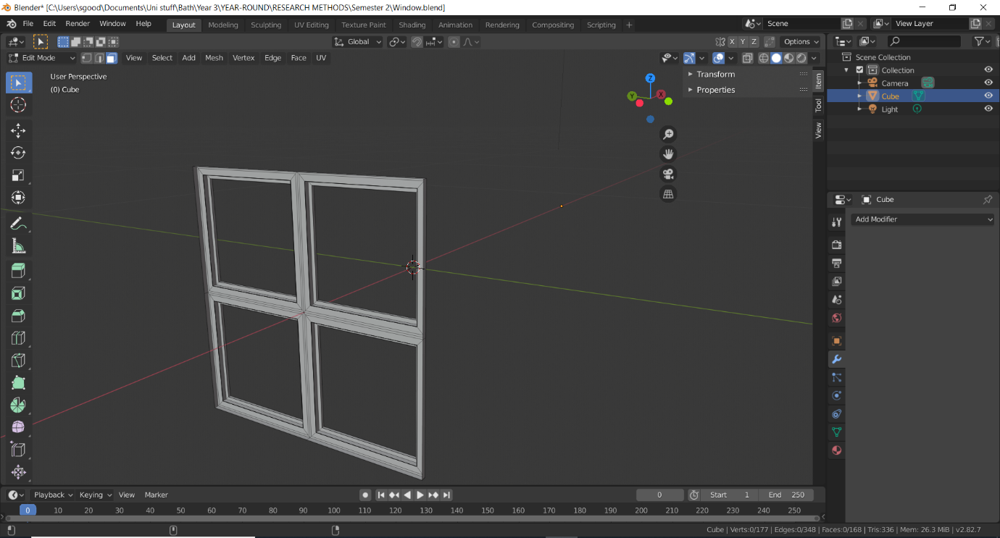 Blender* [C:\Users\sgood\Documents\Uni stuff\Bath\Year 3\YEAR-ROUND\RESEARCH METHODS\Semester 2\Window.blend]
File Edit Render Window Help Layout Modeling Sculpting UV Editing Texture Paint Shading Animation Rendering Compositing Scripting + Scene View Layer
Global X Y Z Options
Edit Mode View Select Add Mesh Vertex Edge Face UV
User Perspective
(0) Cube
Z
Y
X
Transform
Properties
Item
Tool
View
Scene Collection
Collection
Camera
Cube
Light
Cube
Add Modifier
Playback Keying View Marker 0 Start 1 End 250
0 10 20 30 40 50 60 70 80 90 100 110 120 130 140 150 160 170 180 190 200 210 220 230 240 250
Cube | Verts:0/177 | Edges:0/348 | Faces:0/168 | Tris:336 | Mem: 26.3 MiB | v2.82.7